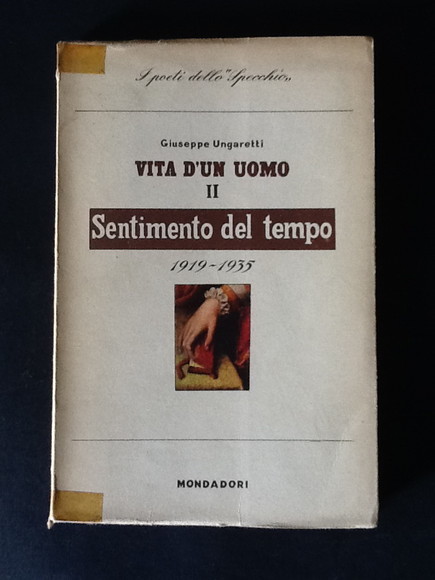 I poeti dello "Specchio„
Giuseppe Ungaretti
VITA D'UN UOMO
II
Sentimento del tempo
1919-1935
MONDADORI